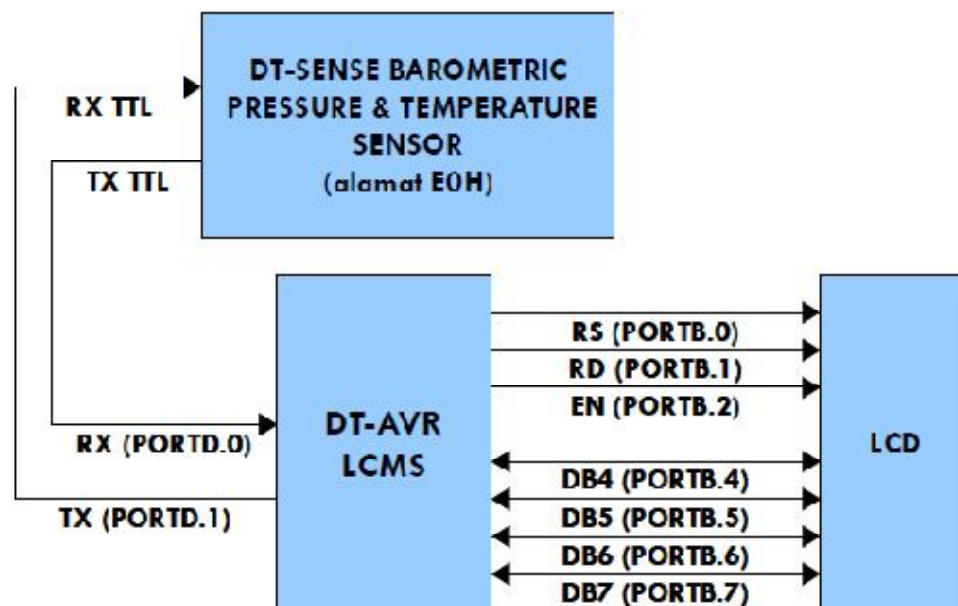 DT-SENSE BAROMETRIC
PRESSURE & TEMPERATURE
SENSOR
(alamat E0H)
RX TTL
TX TTL
DT-AVR
LCMS
RX (PORTD.0)
TX (PORTD.1)
RS (PORTB.0)
RD (PORTB.1)
EN (PORTB.2)
DB4 (PORTB.4)
DB5 (PORTB.5)
DB6 (PORTB.6)
DB7 (PORTB.7)
LCD